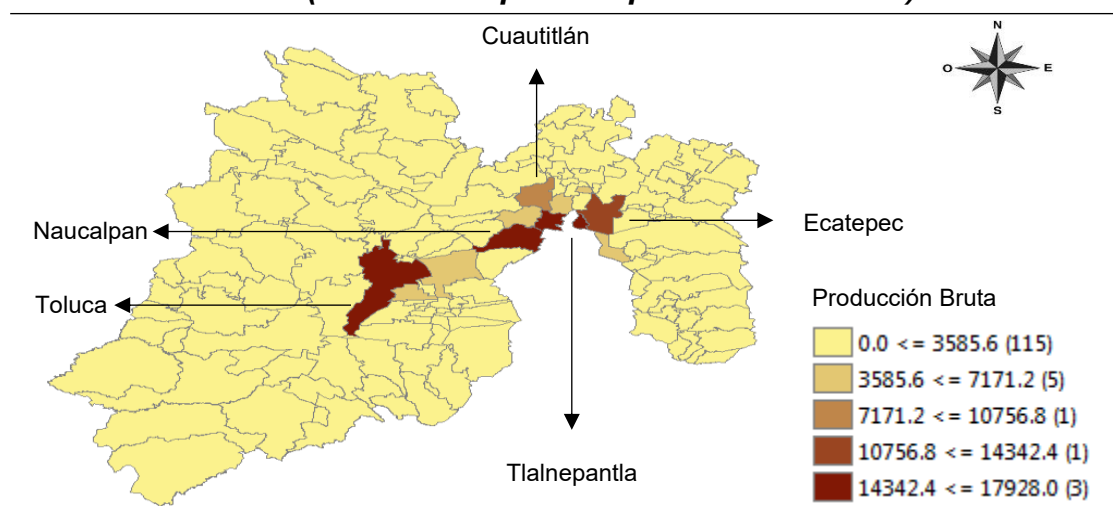 Cuautitlán
N
O
E
S
Naucalpan
Ecatepec
Toluca
Producción Bruta
0.0 <= 3585.6 (115)
3585.6 <= 7171.2 (5)
7171.2 <= 10756.8 (1)
10756.8 <= 14342.4 (1)
14342.4 <= 17928.0 (3)
Tlalnepantla